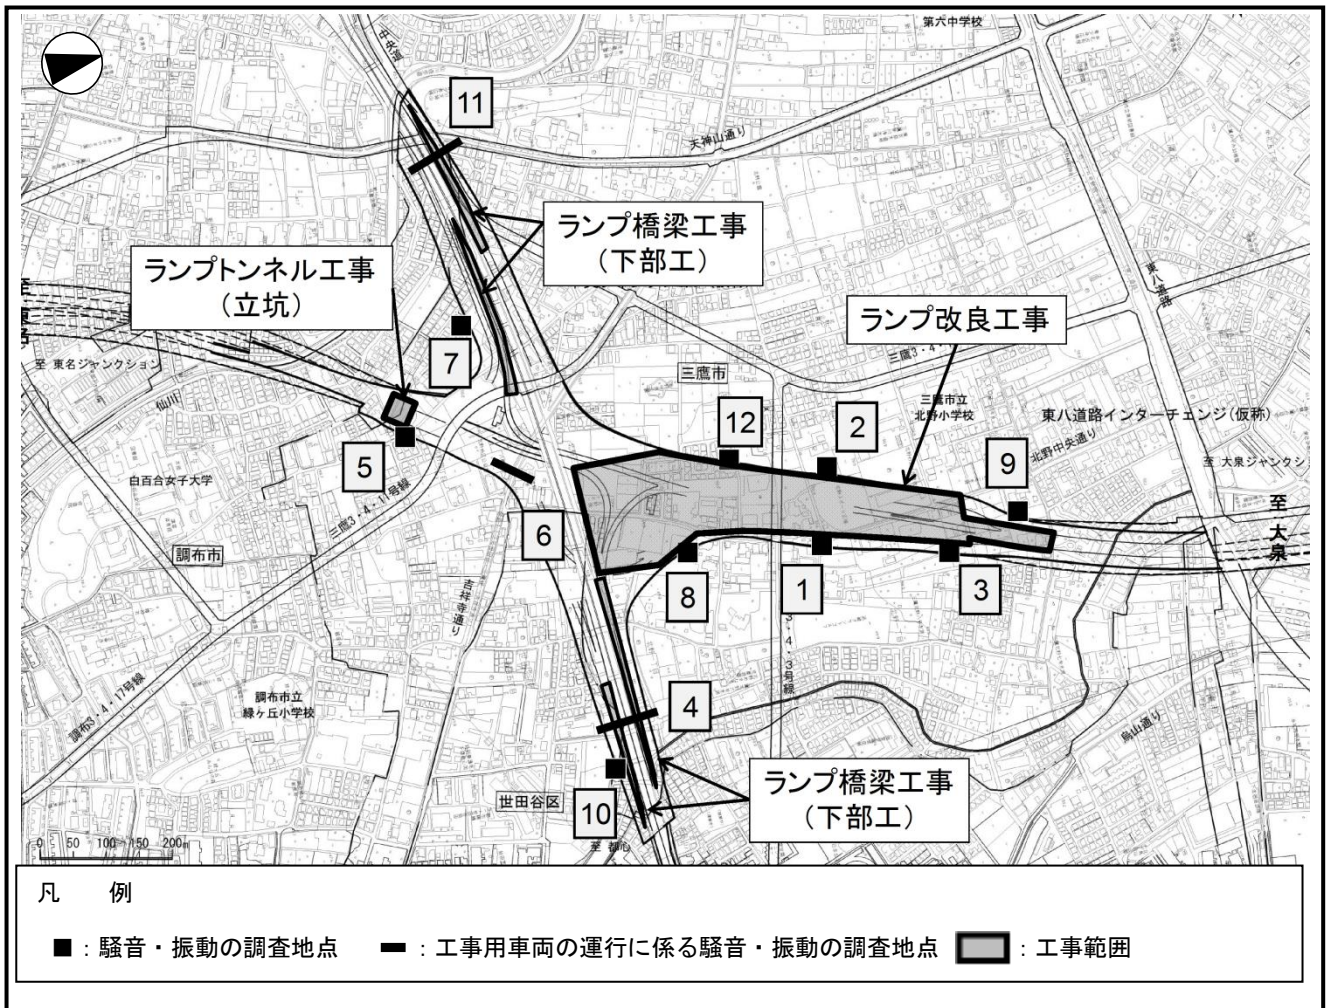 第六中学校
中央道
11
天神山通り
ランプ橋梁工事
（下部工）
ランプトンネル工事
（立坑）
東八道路
ランプ改良工事
至 東名ジャンクション
7
三鷹市
三鷹3・4・
仙川
三鷹市立
北野小学校
東八道路インターチェンジ(仮称)
12
2
北野中央通り
5
9
至 大泉ジャンクシ
白百合女子大学
三鷹3・4・11号線
至 大泉
6
調布市
吉祥寺通り
8
1
3
3・4・3号線
調布市立
緑ヶ丘小学校
調布3・4・17号線
4
烏山通り
ランプ橋梁工事
（下部工）
世田谷区
10
至 都心
0 50 100 150 200m
凡 例
■：騒音・振動の調査地点 ━：工事用車両の運行に係る騒音・振動の調査地点 ：工事範囲